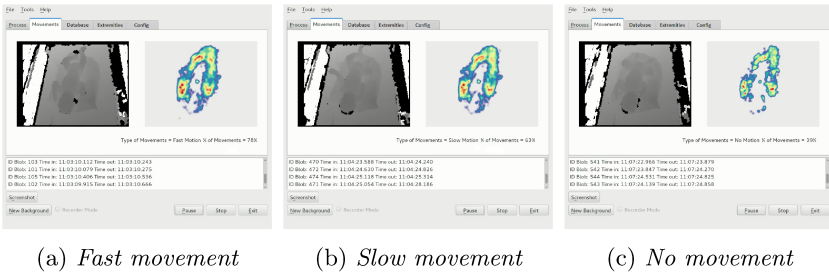 File Tools Help
Process Movements Database Extremities Config
Type of Movements = Fast Motion % of Movements = 78%
ID Blob: 103 Time in: 11:03:10.112 Time out: 11:03:10.243
ID Blob: 101 Time in: 11:03:10.079 Time out: 11:03:10.275
ID Blob: 105 Time in: 11:03:10.406 Time out: 11:03:10.536
ID Blob: 102 Time in: 11:03:09.915 Time out: 11:03:10.666
Screenshot
New Background Recorder Mode Pause Stop Exit
(a) Fast movement
File Tools Help
Process Movements Database Extremities Config
Type of Movements = Slow Motion % of Movements = 63%
ID Blob: 470 Time in: 11:04:23.588 Time out: 11:04:24.240
ID Blob: 472 Time in: 11:04:24.630 Time out: 11:04:24.826
ID Blob: 474 Time in: 11:04:25.118 Time out: 11:04:25.314
ID Blob: 471 Time in: 11:04:25.054 Time out: 11:04:28.186
Screenshot
New Background Recorder Mode Pause Stop Exit
(b) Slow movement
File Tools Help
Process Movements Database Extremities Config
Type of Movements = No Motion % of Movements = 39%
ID Blob: 541 Time in: 11:07:22.966 Time out: 11:07:23.879
ID Blob: 542 Time in: 11:07:23.847 Time out: 11:07:24.270
ID Blob: 544 Time in: 11:07:24.531 Time out: 11:07:24.825
ID Blob: 543 Time in: 11:07:24.139 Time out: 11:07:24.858
Screenshot
New Background Recorder Mode Pause Stop Exit
(c) No movement